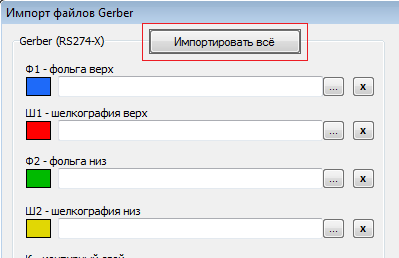 Импорт файлов Gerber
Gerber (RS274-X)
Импортировать всё
Ф1 - фольга верх
... x
Ш1 - шелкография верх
... x
Ф2 - фольга низ
... x
Ш2 - шелкография низ
... x